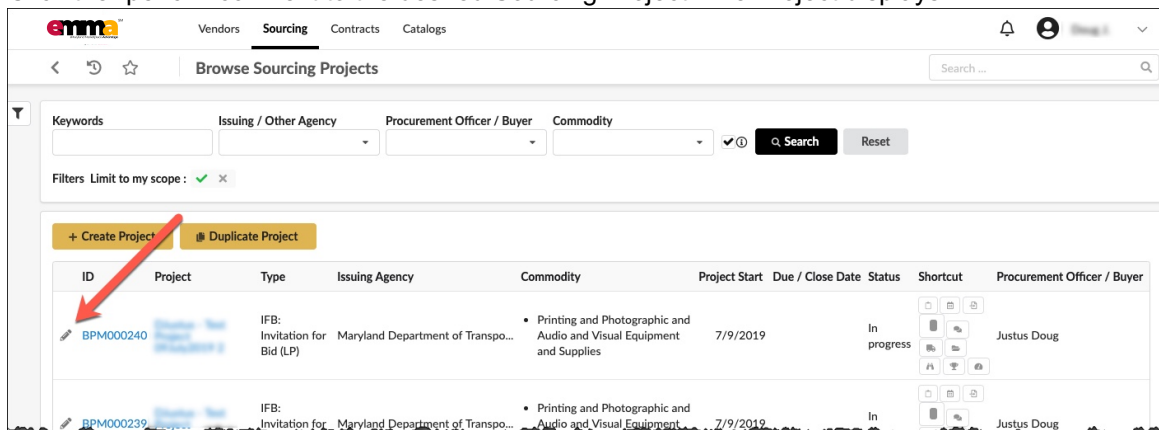 emma
Vendors Sourcing Contracts Catalogs
Browse Sourcing Projects
Search ...
Keywords Issuing / Other Agency Procurement Officer / Buyer Commodity
Search Reset
Filters Limit to my scope :
+ Create Project Duplicate Project
ID Project Type Issuing Agency Commodity Project Start Due / Close Date Status Shortcut Procurement Officer / Buyer
BPM000240 IFB: Invitation for Bid (LP) Maryland Department of Transpo... • Printing and Photographic and Audio and Visual Equipment and Supplies 7/9/2019 In progress Justus Doug
BPM000239 IFB: Invitation for Maryland Department of Transpo... • Printing and Photographic and Audio and Visual Equipment 7/9/2019 In Justus Doug